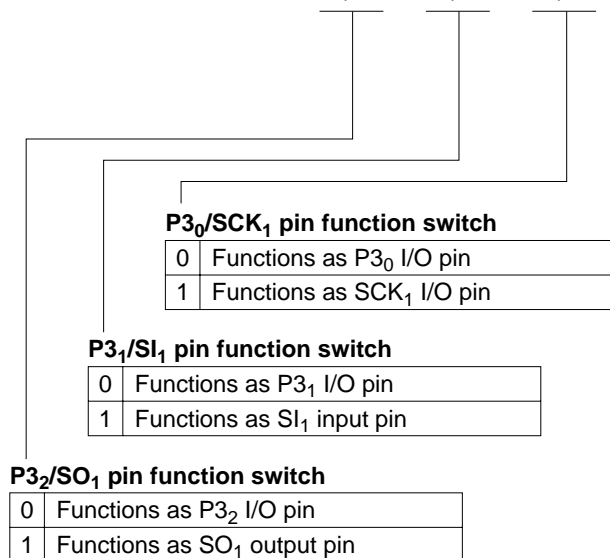 P3₀/SCK₁ pin function switch
0 Functions as P3₀ I/O pin
1 Functions as SCK₁ I/O pin
P3₁/SI₁ pin function switch
0 Functions as P3₁ I/O pin
1 Functions as SI₁ input pin
P3₂/SO₁ pin function switch
0 Functions as P3₂ I/O pin
1 Functions as SO₁ output pin